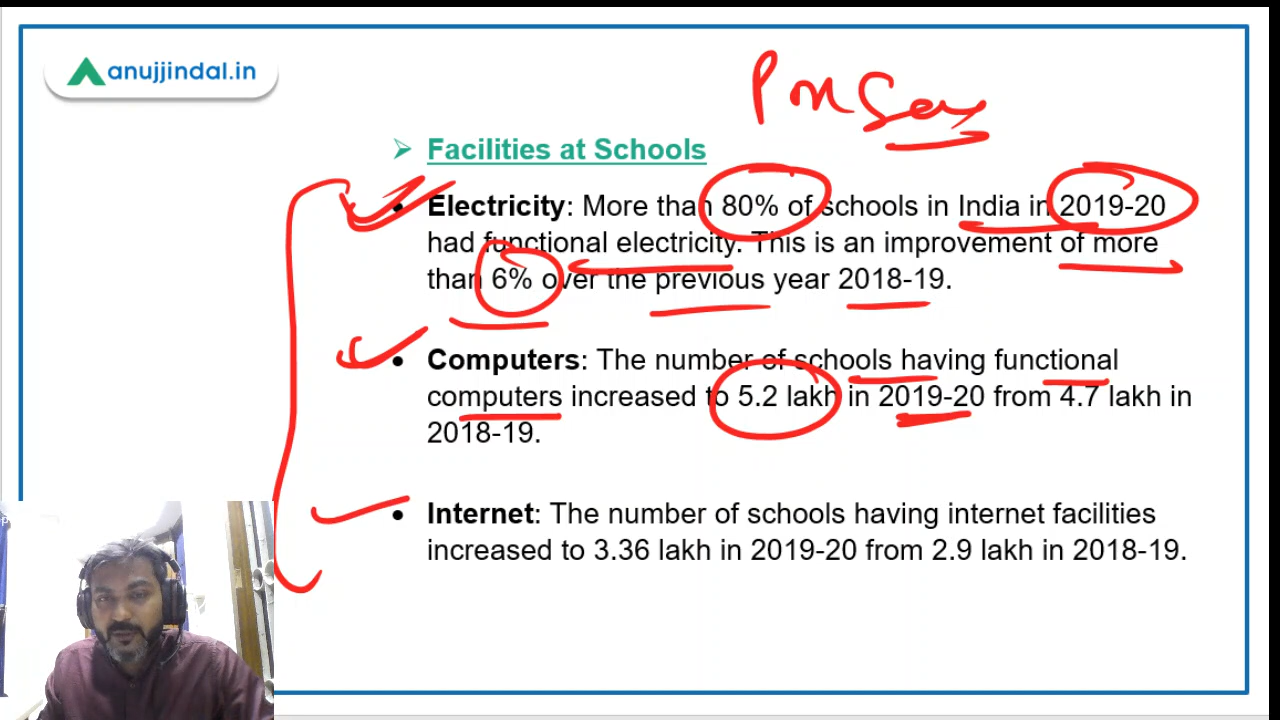 anujjindal.in
Facilities at Schools
Electricity: More than 80% of schools in India in 2019-20
had functional electricity. This is an improvement of more
than 6% over the previous year 2018-19.
Computers: The number of schools having functional
computers increased to 5.2 lakh in 2019-20 from 4.7 lakh in
2018-19.
Internet: The number of schools having internet facilities
increased to 3.36 lakh in 2019-20 from 2.9 lakh in 2018-19.